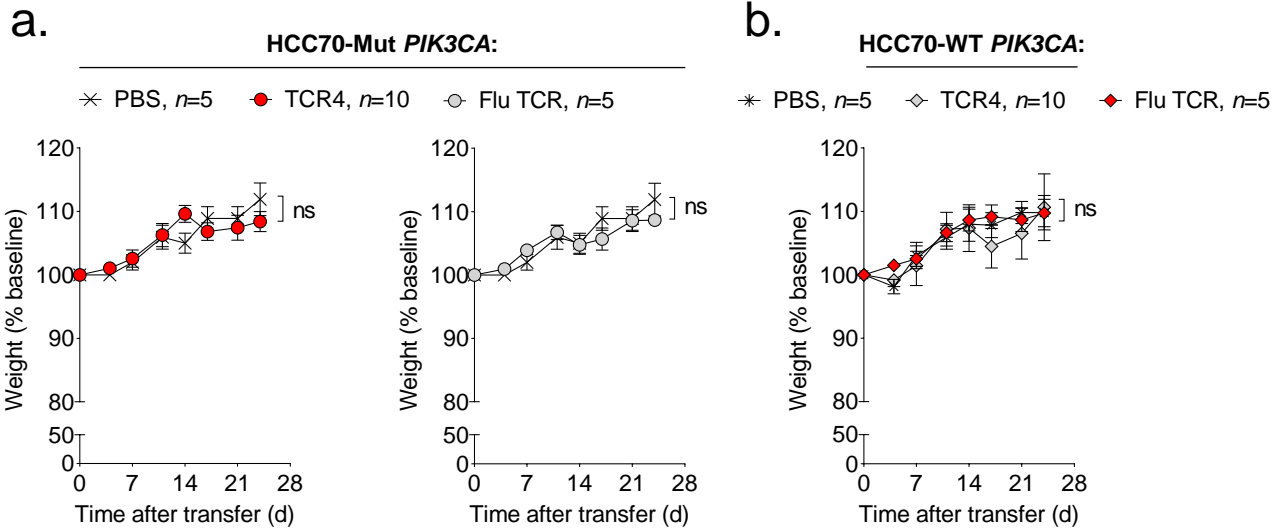 a.
HCC70-Mut PIK3CA:
PBS, n=5 TCR4, n=10 Flu TCR, n=5
Weight (% baseline)
120
110
100
90
80
50
0
ns
0 7 14 21 28
Time after transfer (d)
Weight (% baseline)
120
110
100
90
80
50
0
ns
0 7 14 21 28
Time after transfer (d)
b.
HCC70-WT PIK3CA:
PBS, n=5 TCR4, n=10 Flu TCR, n=5
Weight (% baseline)
120
110
100
90
80
50
0
ns
0 7 14 21 28
Time after transfer (d)